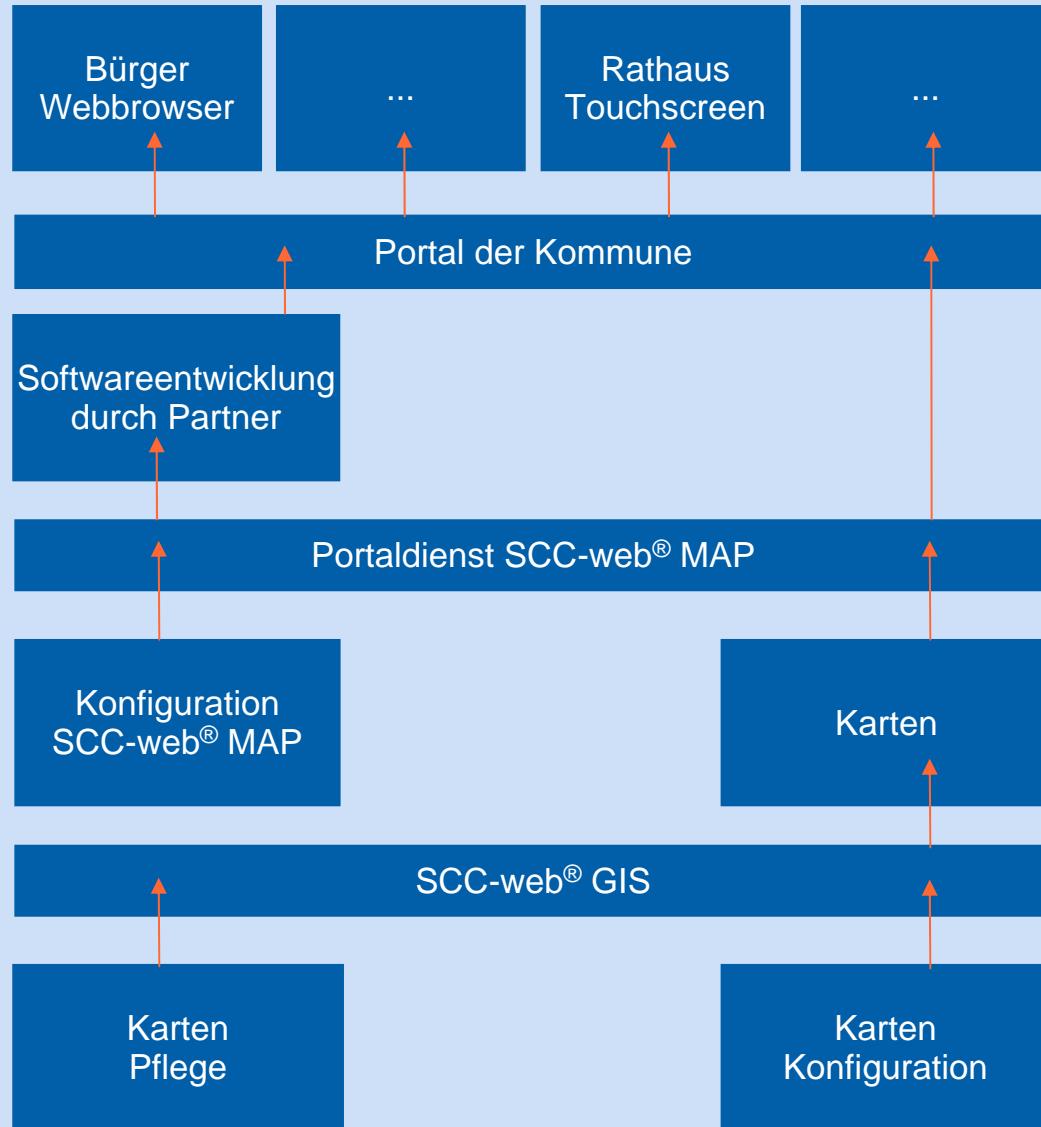 Bürger
Webbrowser
...
Rathaus
Touchscreen
...
Portal der Kommune
Softwareentwicklung
durch Partner
Portaldienst SCC-web® MAP
Konfiguration
SCC-web® MAP
Karten
SCC-web® GIS
Karten
Pflege
Karten
Konfiguration